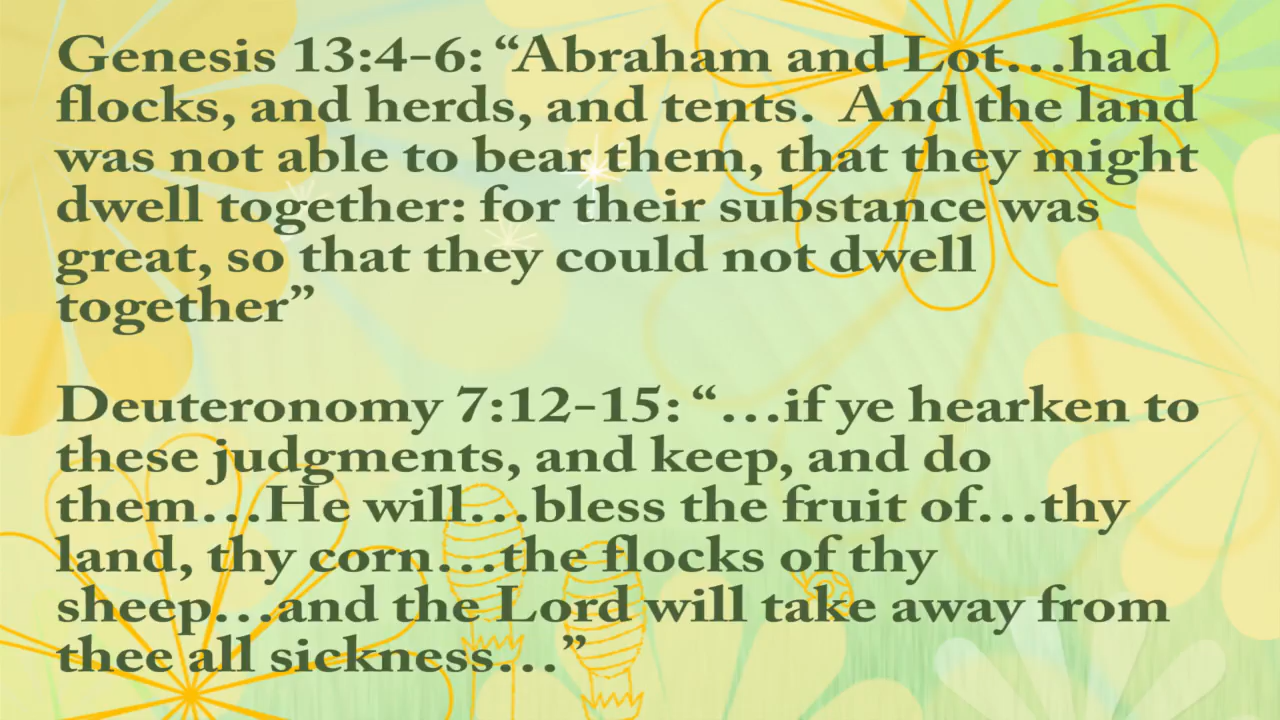 Genesis 13:4-6: “Abraham and Lot…had
flocks, and herds, and tents.  And the land
was not able to bear them, that they might
dwell together: for their substance was
great, so that they could not dwell
together”
Deuteronomy 7:12-15: “…if ye hearken to
these judgments, and keep, and do
them…He will…bless the fruit of…thy
land, thy corn…the flocks of thy
sheep…and the Lord will take away from
thee all sickness…”